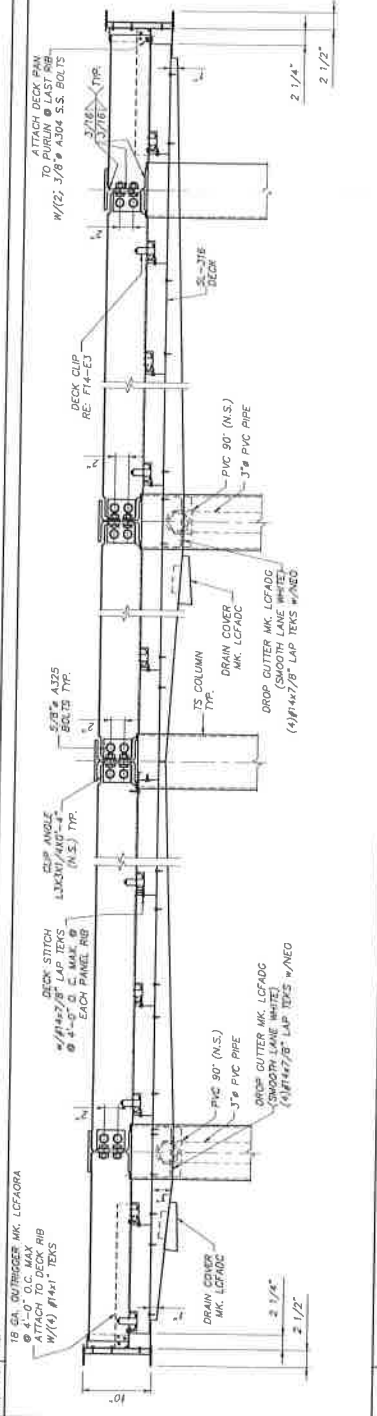 18 GA. OUTRIGGER MK. LCFAORA
@ 4'-0" O.C. MAX
ATTACH TO DECK RIB
W/(4) #14x1" TEKS
DECK STITCH
W/#14x7/8" LAP TEKS
@ 4'-0" O. C. MAX. @
EACH PANEL RIB
CLIP ANGLE
L3X3X1/4X0'-4"
(N.S.) TYP.
5/8"ø A325
BOLTS TYP.
DECK CLIP
RE: F14-E3
ATTACH DECK PAN
TO PURLIN @ LAST RIB
W/(2) 3/8"ø A304 S.S. BOLTS
3/16
3/16
TYP.
2"
2"
2"
2"
10"
DRAIN COVER
MK. LCFADC
PVC 90° (N.S.)
3"ø PVC PIPE
DROP GUTTER MK. LCFADG
(SMOOTH LANE WHITE)
(4)#14x7/8" LAP TEKS W/NEO
TS COLUMN
TYP.
DRAIN COVER
MK. LCFADC
PVC 90° (N.S.)
3"ø PVC PIPE
DROP GUTTER MK. LCFADG
(SMOOTH LANE WHITE)
(4)#14x7/8" LAP TEKS W/NEO
SL-316
DECK
2 1/4"
2 1/2"
2 1/4"
2 1/2"